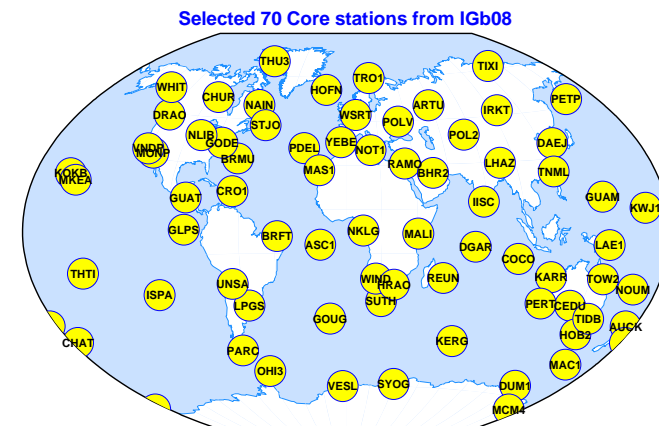 Selected 70 Core stations from IGb08
THU3
TIXI
TRO1
HOFN
WHIT
CHUR
NAIN
ARTU
PETP
DRAO
WSRT
IRKT
STJO
POLV
NLIB
GODE
YEBE
POL2
DAEJ
VNDR
MONP
BRMU
PDEL
NOT1
RAMO
LHAZ
MAS1
BHR2
TNML
KOKB
MKEA
GUAT
CRO1
IISC
GUAM
KWJ1
GLPS
BRFT
ASC1
NKLG
MALI
DGAR
LAE1
COCO
THTI
UNSA
WIND
HRAO
REUN
KARR
TOW2
ISPA
LPGS
SUTH
PERT
CEDU
NOUM
GOUG
TIDB
AUCK
CHAT
PARC
KERG
HOB2
OHI3
MAC1
VESL
SYOG
DUM1
MCM4